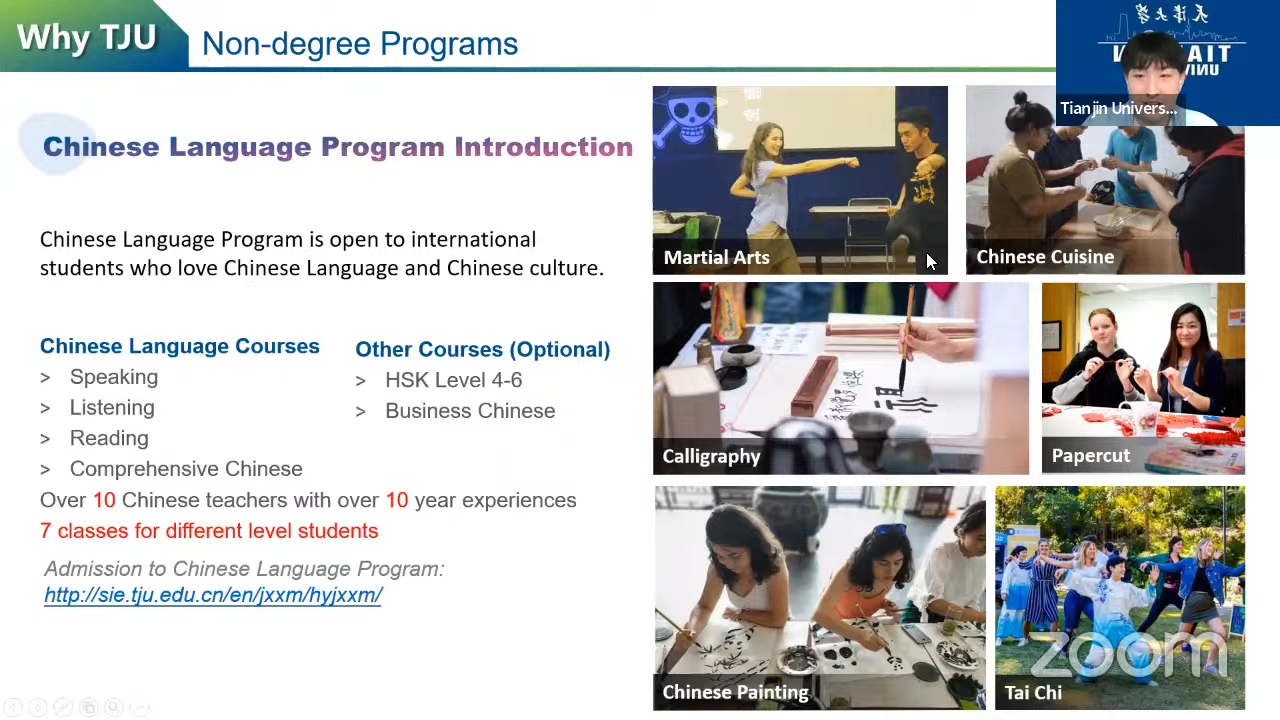 Why TJU
Non-degree Programs
天津大学
Tianjin Univers...
Chinese Language Program Introduction
Chinese Language Program is open to international
students who love Chinese Language and Chinese culture.
Chinese Language Courses
> Speaking
> Listening
> Reading
> Comprehensive Chinese
Other Courses (Optional)
> HSK Level 4-6
> Business Chinese
Over 10 Chinese teachers with over 10 year experiences
7 classes for different level students
Admission to Chinese Language Program:
http://sie.tju.edu.cn/en/jxxm/hyjxxm/
Martial Arts
Chinese Cuisine
Calligraphy
Papercut
Chinese Painting
Tai Chi
zoom